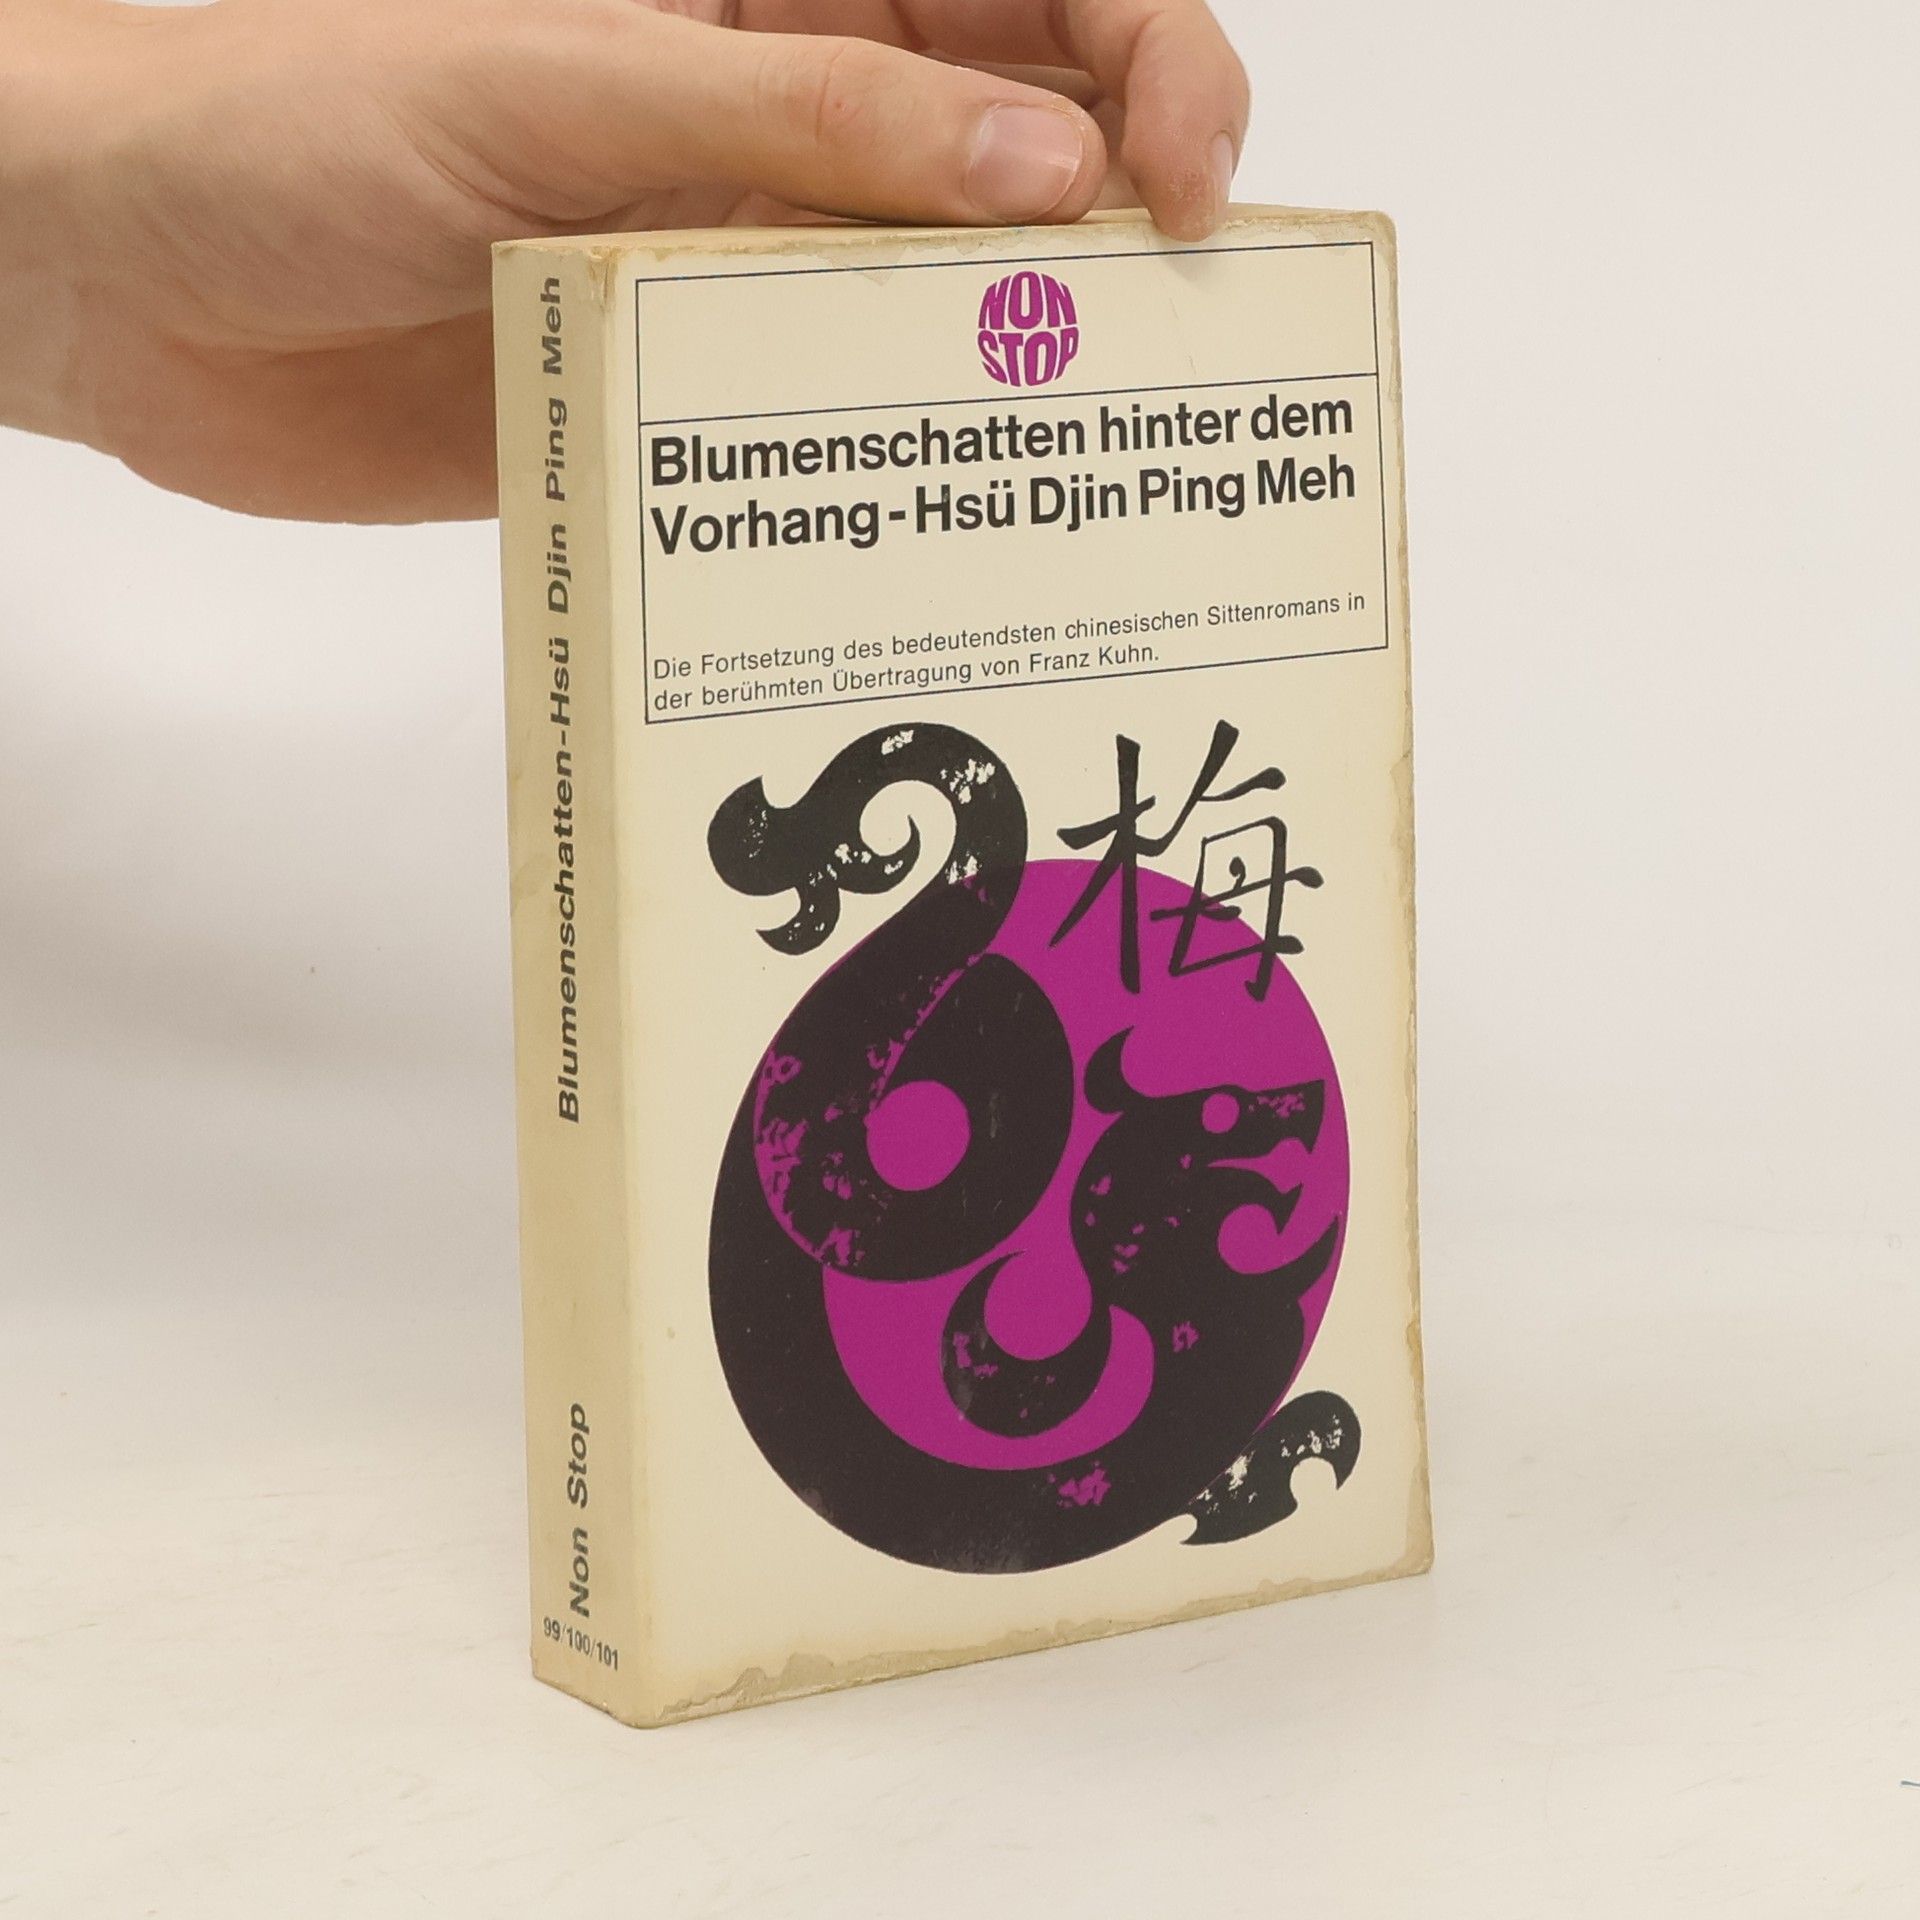 NON
STOP
Blumenschatten hinter dem
Vorhang-Hsü Djin Ping Meh
Die Fortsetzung des bedeutendsten chinesischen Sittenromans in
der berühmten Übertragung von Franz Kuhn.
梅
Blumenschatten-Hsü Djin Ping Meh
Non Stop
99/100/101